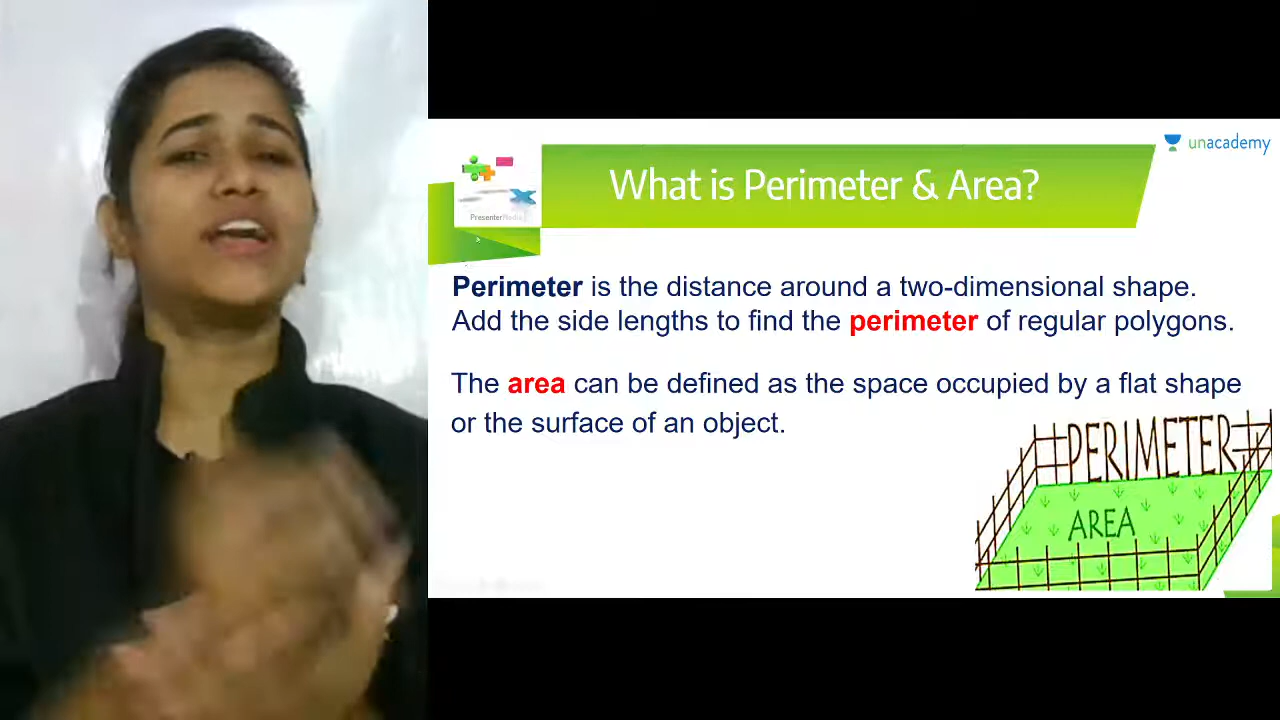 unacademy
What is Perimeter & Area?
PresenterMedia
Perimeter is the distance around a two-dimensional shape.
Add the side lengths to find the perimeter of regular polygons.
The area can be defined as the space occupied by a flat shape
or the surface of an object.
PERIMETER
AREA